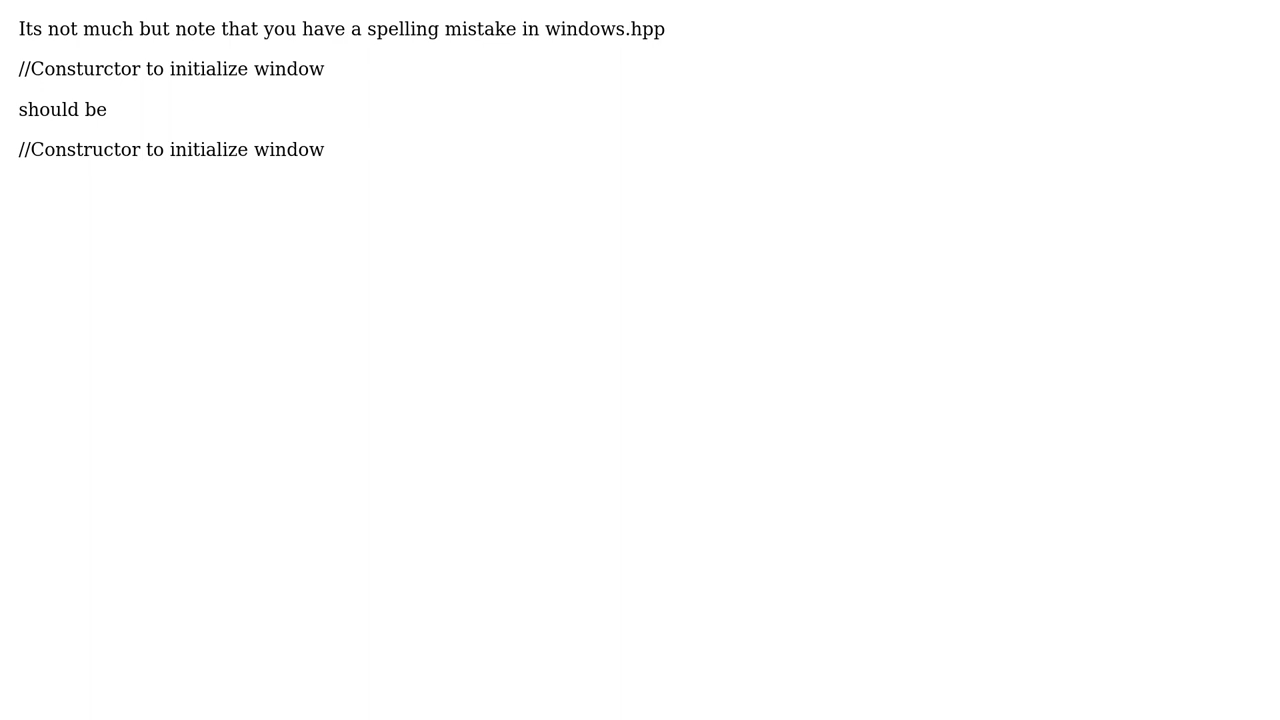 Its not much but note that you have a spelling mistake in windows.hpp
//Consturctor to initialize window
should be
//Constructor to initialize window